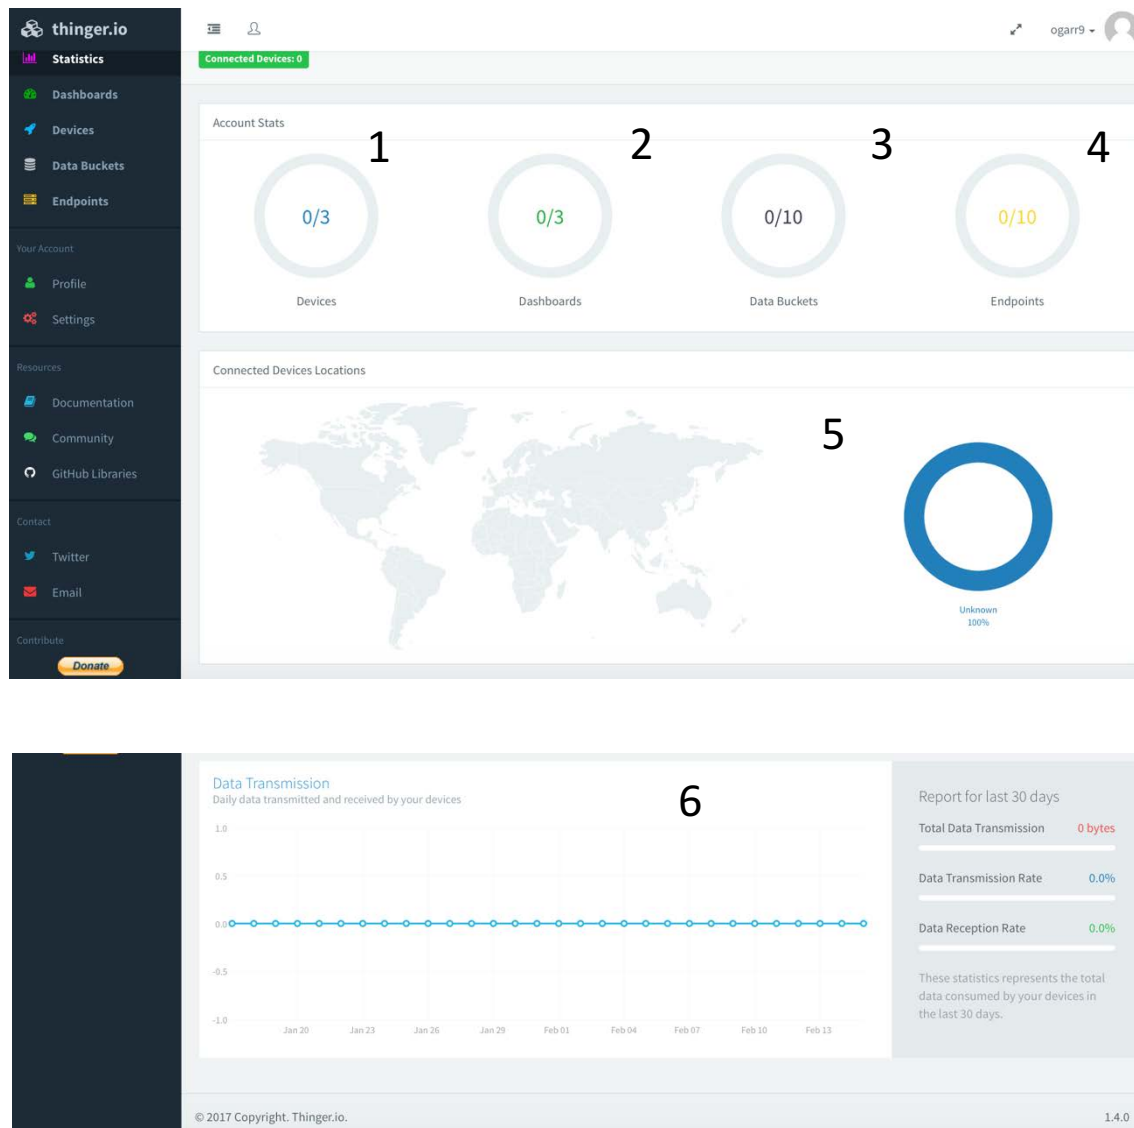 thinger.io
ogarr9
Statistics
Connected Devices: 0
Dashboards
Devices
Data Buckets
Endpoints
Your Account
Profile
Settings
Resources
Documentation
Community
GitHub Libraries
Contact
Twitter
Email
Contribute
Donate
Account Stats
1
2
3
4
0/3
0/3
0/10
0/10
Devices
Dashboards
Data Buckets
Endpoints
Connected Devices Locations
5
Unknown
100%
Data Transmission
Daily data transmitted and received by your devices
6
1.0
0.5
0.0
-0.5
-1.0
Jan 20 Jan 23 Jan 26 Jan 29 Feb 01 Feb 04 Feb 07 Feb 10 Feb 13
Report for last 30 days
Total Data Transmission 0 bytes
Data Transmission Rate 0.0%
Data Reception Rate 0.0%
These statistics represents the total
data consumed by your devices in
the last 30 days.
© 2017 Copyright. Thinger.io.
1.4.0